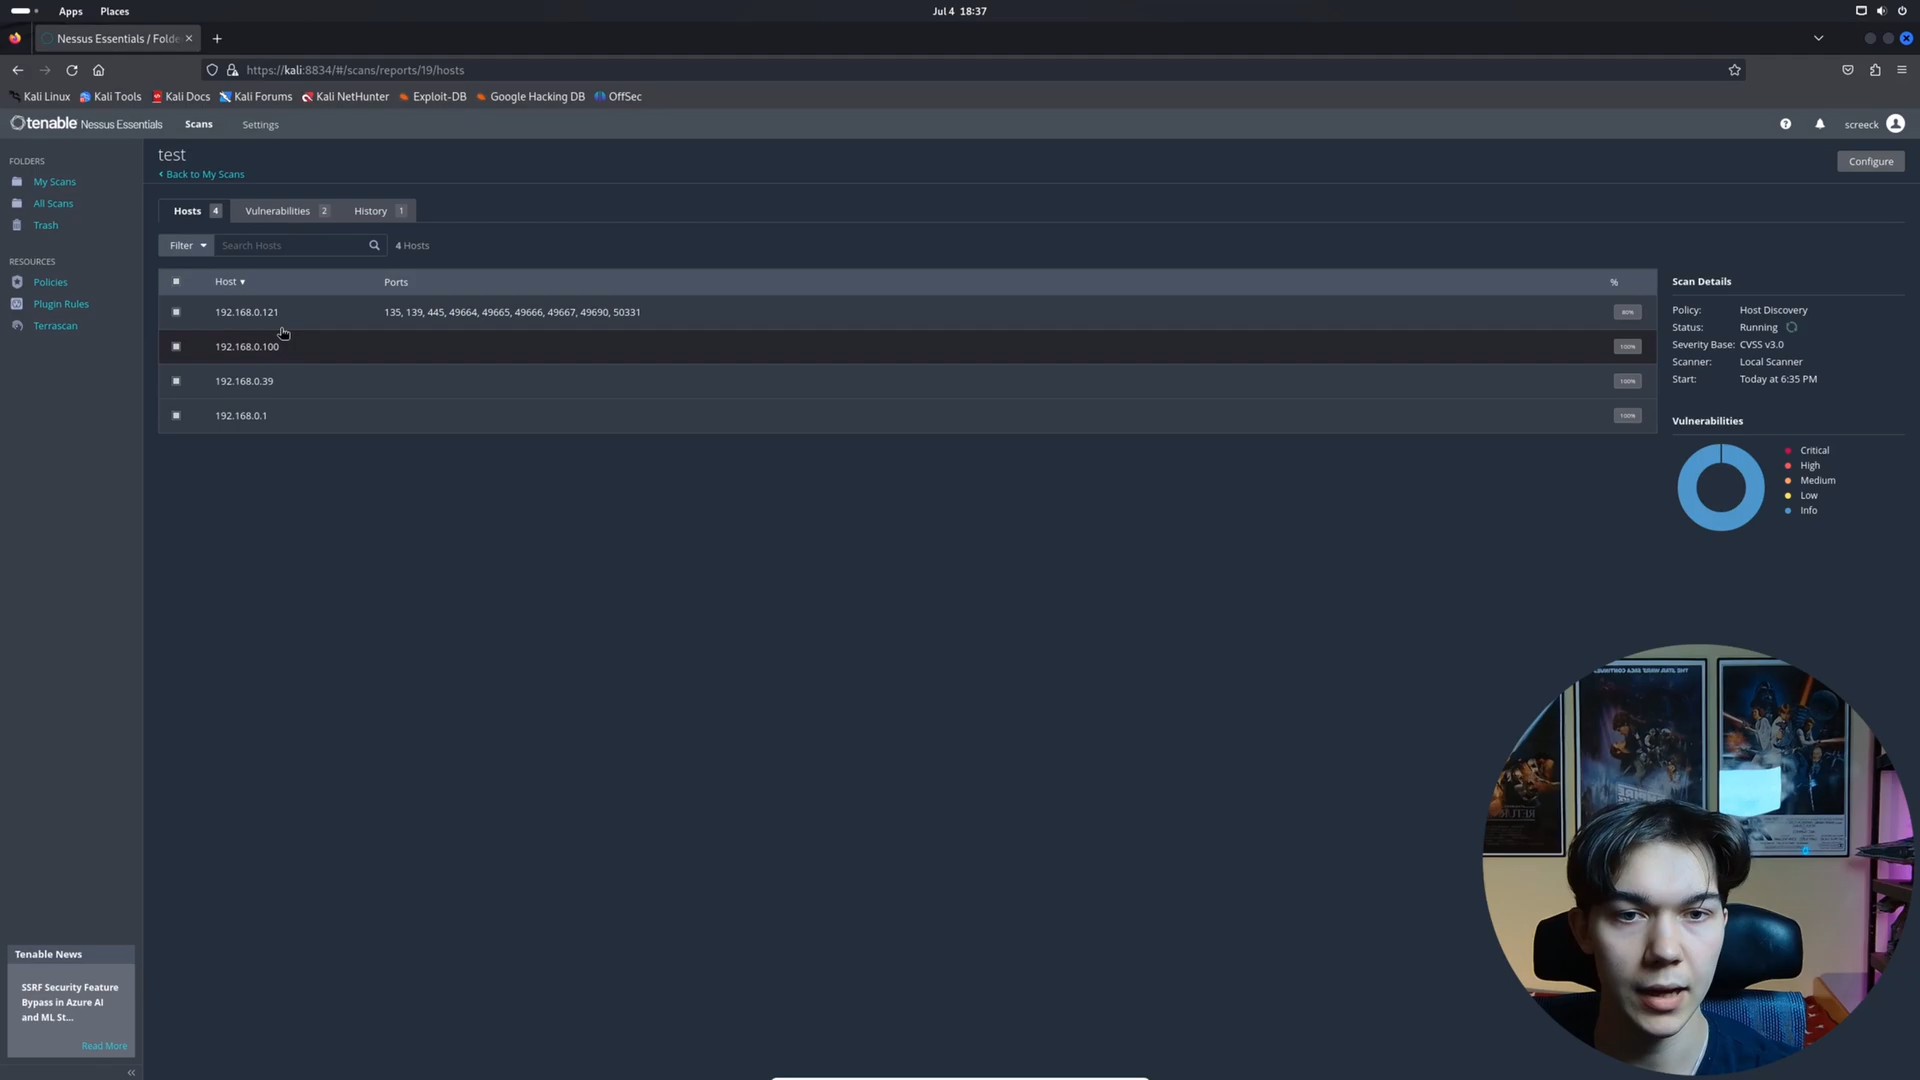 Apps Places Jul 4 18:37
Nessus Essentials / Folde
https://kali:8834/#/scans/reports/19/hosts
Kali Linux Kali Tools Kali Docs Kali Forums Kali NetHunter Exploit-DB Google Hacking DB OffSec
tenable Nessus Essentials Scans Settings screeck
FOLDERS
My Scans
All Scans
Trash
RESOURCES
Policies
Plugin Rules
Terrascan
test
Configure
Back to My Scans
Hosts 4 Vulnerabilities 2 History 1
Filter Search Hosts 4 Hosts
Host Ports %
192.168.0.121 135, 139, 445, 49664, 49665, 49666, 49667, 49690, 50331 80%
192.168.0.100 100%
192.168.0.39 100%
192.168.0.1 100%
Scan Details
Policy: Host Discovery
Status: Running
Severity Base: CVSS v3.0
Scanner: Local Scanner
Start: Today at 6:35 PM
Vulnerabilities
Critical
High
Medium
Low
Info
Tenable News
SSRF Security Feature
Bypass in Azure AI
and ML St...
Read More